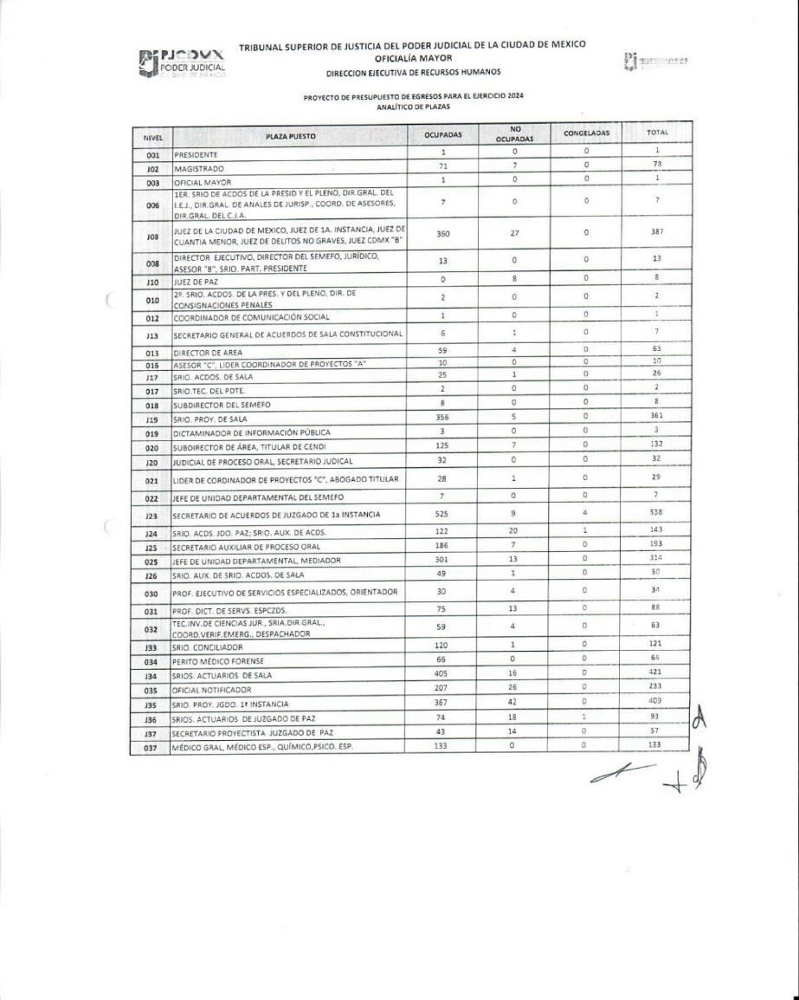 PJCDMX
PODER JUDICIAL
CIUDAD DE MÉXICO
TRIBUNAL SUPERIOR DE JUSTICIA DEL PODER JUDICIAL DE LA CIUDAD DE MEXICO
OFICIALÍA MAYOR
DIRECCION EJECUTIVA DE RECURSOS HUMANOS
PROYECTO DE PRESUPUESTO DE EGRESOS PARA EL EJERCICIO 2024
ANALÍTICO DE PLAZAS
NIVEL PLAZA PUESTO OCUPADAS NO OCUPADAS CONGELADAS TOTAL
001 PRESIDENTE 1 0 0 1
J02 MAGISTRADO 71 7 0 78
003 OFICIAL MAYOR 1 0 0 1
006 1ER. SRIO DE ACDOS DE LA PRESID Y EL PLENO, DIR.GRAL. DEL
I.E.J., DIR.GRAL. DE ANALES DE JURISP., COORD. DE ASESORES,
DIR.GRAL. DEL C.J.A. 7 0 0 7
J08 JUEZ DE LA CIUDAD DE MEXICO, JUEZ DE 1A. INSTANCIA, JUEZ DE
CUANTIA MENOR, JUEZ DE DELITOS NO GRAVES, JUEZ CDMX "B" 360 27 0 387
008 DIRECTOR EJECUTIVO, DIRECTOR DEL SEMEFO, JURÍDICO,
ASESOR "B", SRIO. PART. PRESIDENTE 13 0 0 13
J10 JUEZ DE PAZ 0 8 0 8
010 2º. SRIO. ACDOS. DE LA PRES. Y DEL PLENO, DIR. DE
CONSIGNACIONES PENALES 2 0 0 2
012 COORDINADOR DE COMUNICACIÓN SOCIAL 1 0 0 1
J13 SECRETARIO GENERAL DE ACUERDOS DE SALA CONSTITUCIONAL 6 1 0 7
013 DIRECTOR DE AREA 59 4 0 63
016 ASESOR "C", LIDER COORDINADOR DE PROYECTOS "A" 10 0 0 10
J17 SRIO. ACDOS. DE SALA 25 1 0 26
017 SRIO.TEC. DEL PDTE. 2 0 0 2
018 SUBDIRECTOR DEL SEMEFO 8 0 0 8
J19 SRIO. PROY. DE SALA 356 5 0 361
019 DICTAMINADOR DE INFORMACIÓN PÚBLICA 3 0 0 3
020 SUBDIRECTOR DE ÁREA, TITULAR DE CENDI 125 7 0 132
J20 JUDICIAL DE PROCESO ORAL, SECRETARIO JUDICAL 32 0 0 32
021 LIDER DE CORDINADOR DE PROYECTOS "C", ABOGADO TITULAR 28 1 0 29
022 JEFE DE UNIDAD DEPARTAMENTAL DEL SEMEFO 7 0 0 7
J23 SECRETARIO DE ACUERDOS DE JUZGADO DE 1a INSTANCIA 525 9 4 538
J24 SRIO. ACDS. JDO. PAZ; SRIO. AUX. DE ACDS. 122 20 1 143
J25 SECRETARIO AUXILIAR DE PROCESO ORAL 186 7 0 193
025 JEFE DE UNIDAD DEPARTAMENTAL, MEDIADOR 301 13 0 314
J26 SRIO. AUX. DE SRIO. ACDOS. DE SALA 49 1 0 50
030 PROF. EJECUTIVO DE SERVICIOS ESPECIALIZADOS, ORIENTADOR 30 4 0 34
031 PROF. DICT. DE SERVS. ESPCZDS. 75 13 0 88
032 TEC.INV.DE CIENCIAS JUR., SRIA.DIR.GRAL.,
COORD.VERIF.EMERG., DESPACHADOR 59 4 0 63
J33 SRIO. CONCILIADOR 120 1 0 121
034 PERITO MÉDICO FORENSE 66 0 0 66
J34 SRIOS. ACTUARIOS DE SALA 405 16 0 421
035 OFICIAL NOTIFICADOR 207 26 0 233
J35 SRIO. PROY. JGDO. 1ª INSTANCIA 367 42 0 409
J36 SRIOS. ACTUARIOS DE JUZGADO DE PAZ 74 18 1 93
J37 SECRETARIO PROYECTISTA JUZGADO DE PAZ 43 14 0 57
037 MÉDICO GRAL, MÉDICO ESP., QUÍMICO,PSICO. ESP. 133 0 0 133